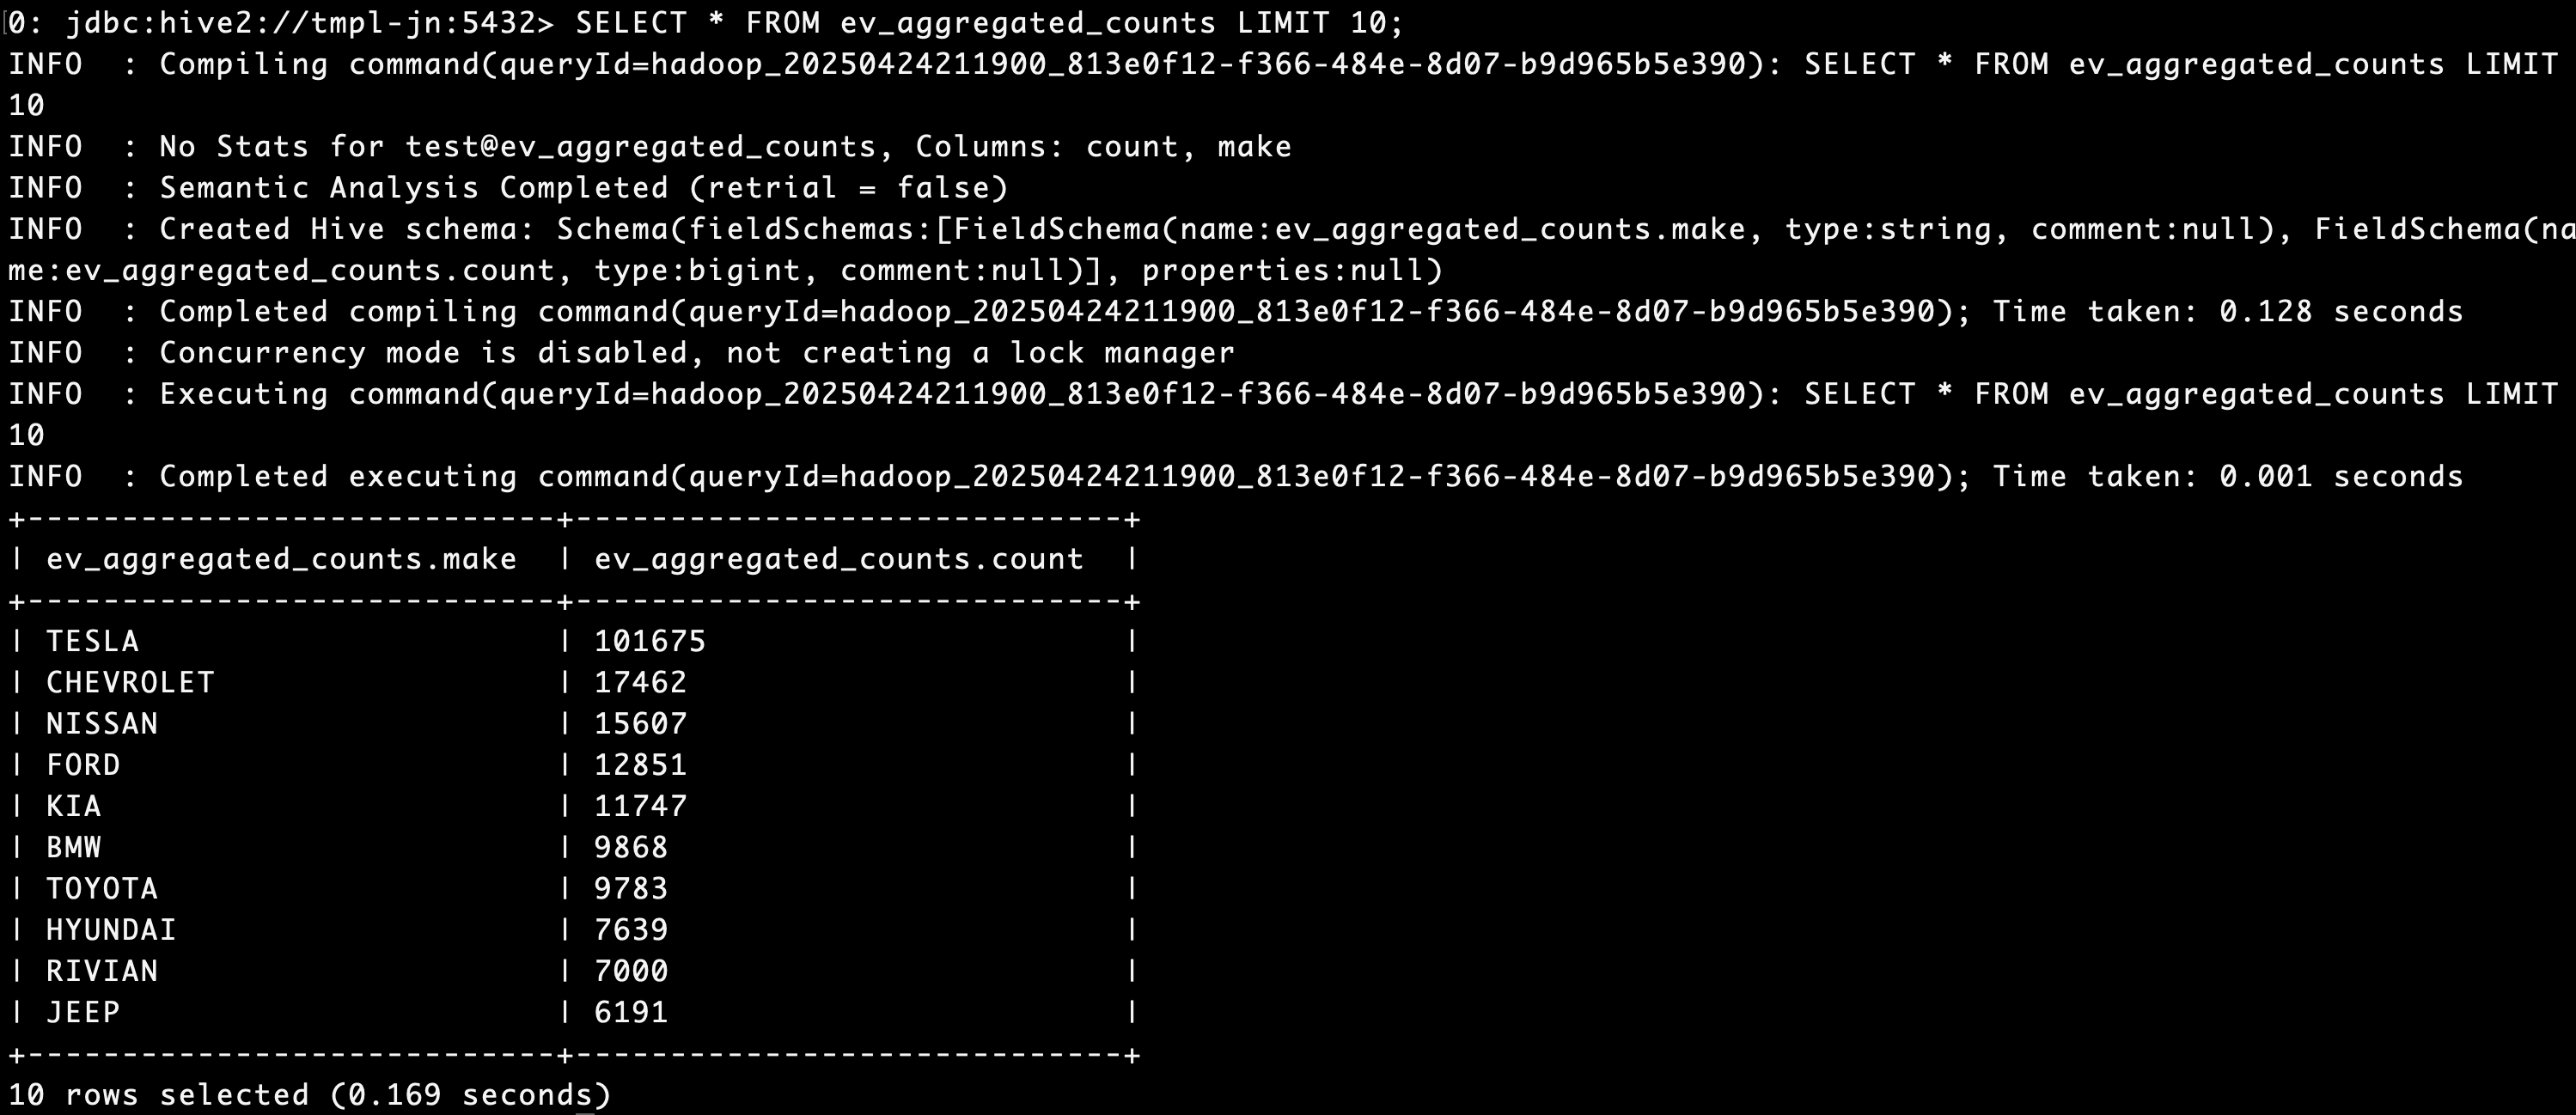 0: jdbc:hive2://tmpl-jn:5432> SELECT * FROM ev_aggregated_counts LIMIT 10;
INFO  : Compiling command(queryId=hadoop_20250424211900_813e0f12-f366-484e-8d07-b9d965b5e390): SELECT * FROM ev_aggregated_counts LIMIT
10
INFO  : No Stats for test@ev_aggregated_counts, Columns: count, make
INFO  : Semantic Analysis Completed (retrial = false)
INFO  : Created Hive schema: Schema(fieldSchemas:[FieldSchema(name:ev_aggregated_counts.make, type:string, comment:null), FieldSchema(na
me:ev_aggregated_counts.count, type:bigint, comment:null)], properties:null)
INFO  : Completed compiling command(queryId=hadoop_20250424211900_813e0f12-f366-484e-8d07-b9d965b5e390); Time taken: 0.128 seconds
INFO  : Concurrency mode is disabled, not creating a lock manager
INFO  : Executing command(queryId=hadoop_20250424211900_813e0f12-f366-484e-8d07-b9d965b5e390): SELECT * FROM ev_aggregated_counts LIMIT
10
INFO  : Completed executing command(queryId=hadoop_20250424211900_813e0f12-f366-484e-8d07-b9d965b5e390); Time taken: 0.001 seconds
+----------------------------+-----------------------------+
| ev_aggregated_counts.make  | ev_aggregated_counts.count  |
+----------------------------+-----------------------------+
| TESLA                      | 101675                      |
| CHEVROLET                  | 17462                       |
| NISSAN                     | 15607                       |
| FORD                       | 12851                       |
| KIA                        | 11747                       |
| BMW                        | 9868                        |
| TOYOTA                     | 9783                        |
| HYUNDAI                    | 7639                        |
| RIVIAN                     | 7000                        |
| JEEP                       | 6191                        |
+----------------------------+-----------------------------+
10 rows selected (0.169 seconds)